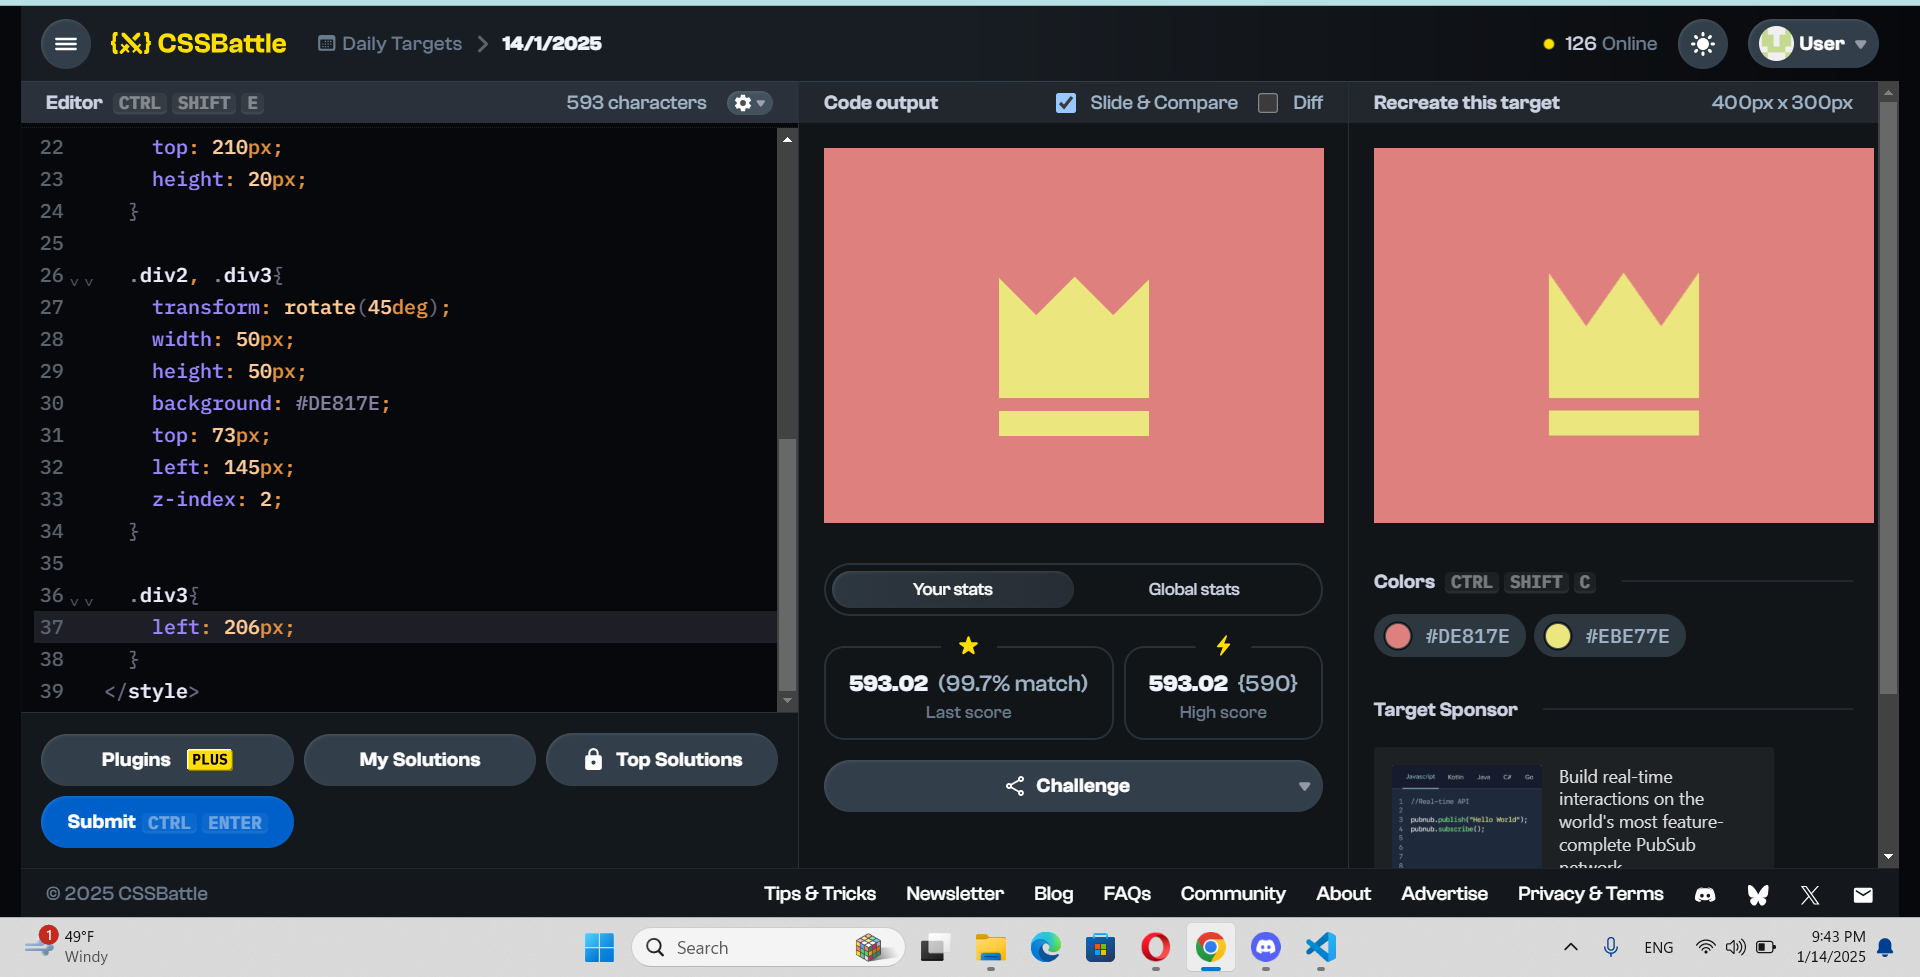 {X} CSSBattle
Daily Targets
14/1/2025
126 Online
User
Editor CTRL SHIFT E
593 characters
22 top: 210px;
23 height: 20px;
24 }
25
26 .div2, .div3{
27 transform: rotate(45deg);
28 width: 50px;
29 height: 50px;
30 background: #DE817E;
31 top: 73px;
32 left: 145px;
33 z-index: 2;
34 }
35
36 .div3{
37 left: 206px;
38 }
39 </style>
Plugins PLUS
My Solutions
Top Solutions
Submit CTRL ENTER
Code output
Slide & Compare
Diff
Your stats
Global stats
593.02 (99.7% match)
Last score
593.02 {590}
High score
Challenge
Recreate this target
400px x 300px
Colors CTRL SHIFT C
#DE817E
#EBE77E
Target Sponsor
Javascript Kotlin Java C# Go
1 //Real-time API
2
3 pubnub.publish("Hello World");
4 pubnub.subscribe();
5
6
7
8
Build real-time
interactions on the
world's most feature-
complete PubSub
network
© 2025 CSSBattle
Tips & Tricks
Newsletter
Blog
FAQs
Community
About
Advertise
Privacy & Terms
1
49°F
Windy
Search
ENG
9:43 PM
1/14/2025